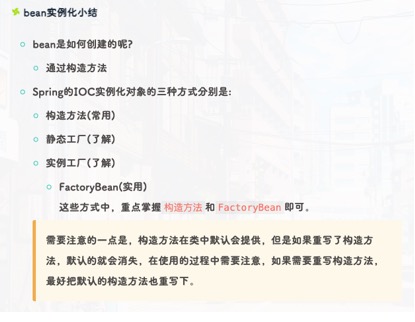 bean实例化小结
bean是如何创建的呢?
通过构造方法
Spring的IOC实例化对象的三种方式分别是:
构造方法(常用)
静态工厂(了解)
实例工厂(了解)
FactoryBean(实用)
这些方式中，重点掌握 构造方法 和 FactoryBean 即可。
需要注意的一点是，构造方法在类中默认会提供，但是如果重写了构造方
法，默认的就会消失，在使用的过程中需要注意，如果需要重写构造方法，
最好把默认的构造方法也重写下。